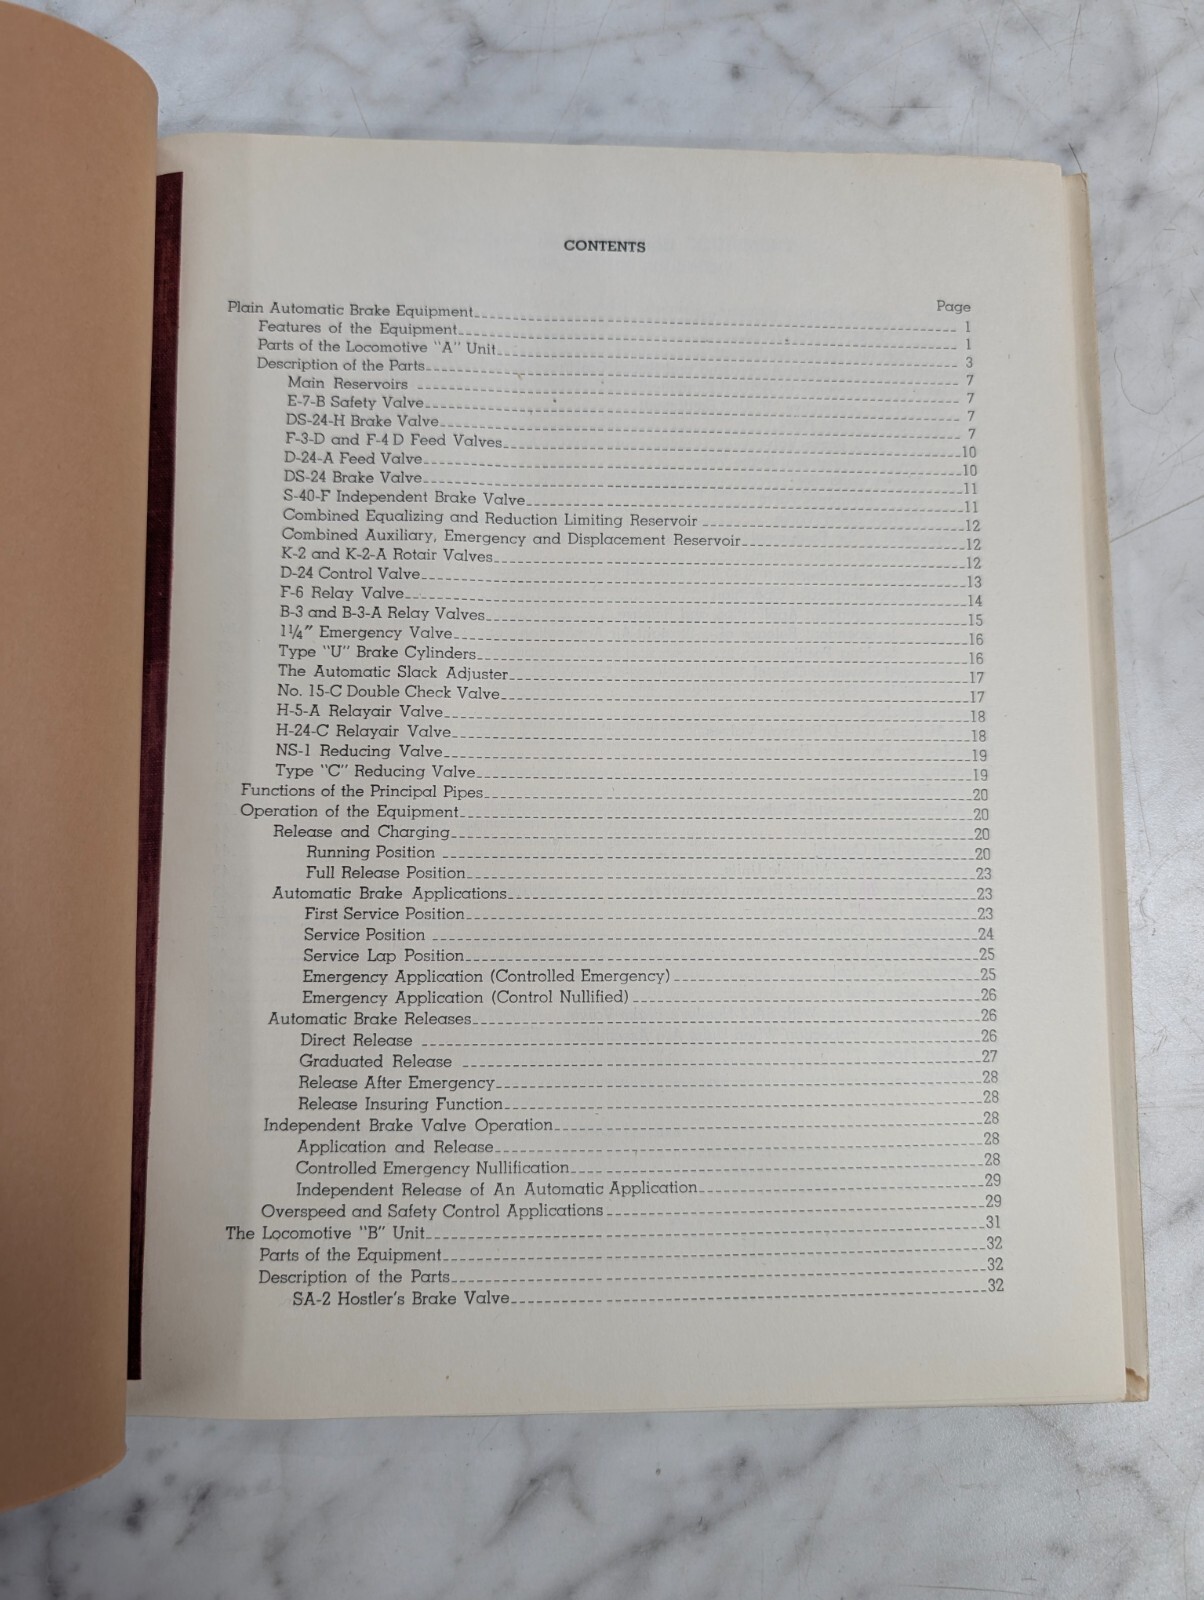 CONTENTS
Page
Plain Automatic Brake Equipment 1
Features of the Equipment 1
Parts of the Locomotive "A" Unit 3
Description of the Parts 7
Main Reservoirs 7
E-7-B Safety Valve 7
DS-24-H Brake Valve 7
F-3-D and F-4 D Feed Valves 10
D-24-A Feed Valve 10
DS-24 Brake Valve 11
S-40-F Independent Brake Valve 11
Combined Equalizing and Reduction Limiting Reservoir 12
Combined Auxiliary, Emergency and Displacement Reservoir 12
K-2 and K-2-A Rotair Valves 12
D-24 Control Valve 13
F-6 Relay Valve 14
B-3 and B-3-A Relay Valves 15
1¼" Emergency Valve 16
Type "U" Brake Cylinders 16
The Automatic Slack Adjuster 17
No. 15-C Double Check Valve 17
H-5-A Relayair Valve 18
H-24-C Relayair Valve 18
NS-1 Reducing Valve 19
Type "C" Reducing Valve 19
Functions of the Principal Pipes 20
Operation of the Equipment 20
Release and Charging 20
Running Position 20
Full Release Position 23
Automatic Brake Applications 23
First Service Position 23
Service Position 24
Service Lap Position 25
Emergency Application (Controlled Emergency) 25
Emergency Application (Control Nullified) 26
Automatic Brake Releases 26
Direct Release 26
Graduated Release 27
Release After Emergency 28
Release Insuring Function 28
Independent Brake Valve Operation 28
Application and Release 28
Controlled Emergency Nullification 28
Independent Release of An Automatic Application 29
Overspeed and Safety Control Applications 29
The Locomotive "B" Unit 31
Parts of the Equipment 32
Description of the Parts 32
SA-2 Hostler's Brake Valve 32